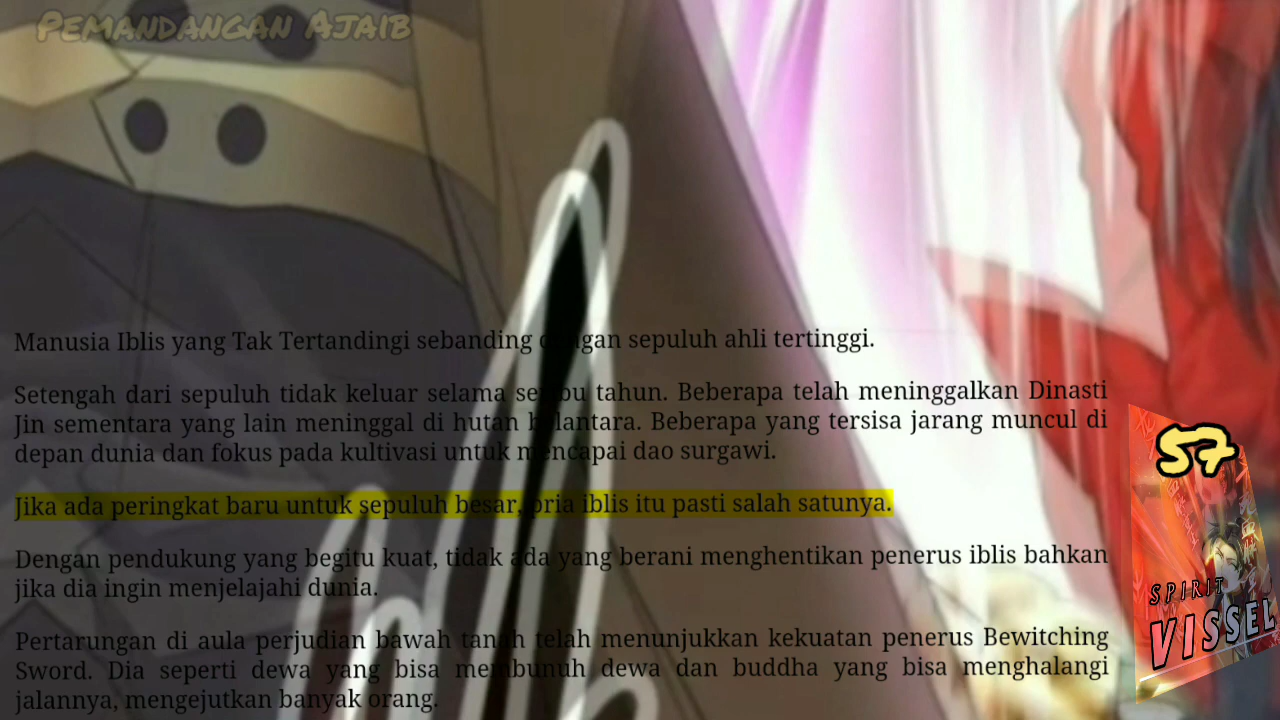 Pemandangan Ajaib
Manusia Iblis yang Tak Tertandingi sebanding dengan sepuluh ahli tertinggi.
Setengah dari sepuluh tidak keluar selama seribu tahun. Beberapa telah meninggalkan Dinasti
Jin sementara yang lain meninggal di hutan belantara. Beberapa yang tersisa jarang muncul di
depan dunia dan fokus pada kultivasi untuk mencapai dao surgawi.
Jika ada peringkat baru untuk sepuluh besar, pria iblis itu pasti salah satunya.
Dengan pendukung yang begitu kuat, tidak ada yang berani menghentikan penerus iblis bahkan
jika dia ingin menjelajahi dunia.
Pertarungan di aula perjudian bawah tanah telah menunjukkan kekuatan penerus Bewitching
Sword. Dia seperti dewa yang bisa membunuh dewa dan buddha yang bisa menghalangi
jalannya, mengejutkan banyak orang.
57
SPIRIT
VISSEL